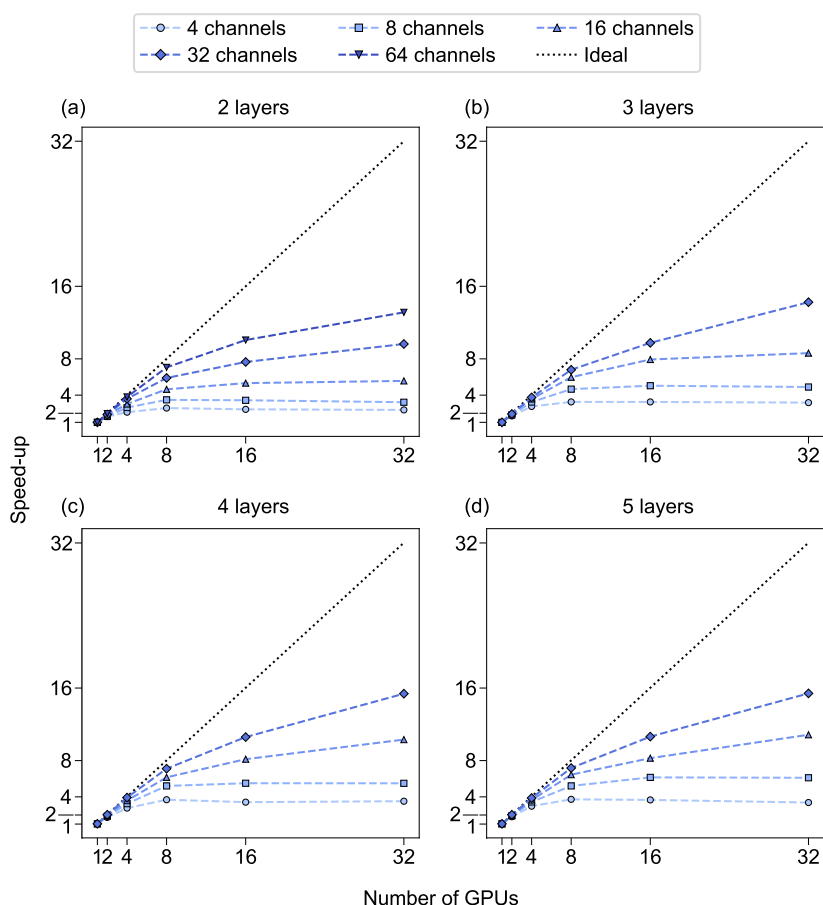 4 channels 8 channels 16 channels
32 channels 64 channels Ideal
(a) 2 layers (b) 3 layers
32 32
16 16
8 8
4 4
2 2
1 1
1 2 4 8 16 32 1 2 4 8 16 32
Speed-up
(c) 4 layers (d) 5 layers
32 32
16 16
8 8
4 4
2 2
1 1
1 2 4 8 16 32 1 2 4 8 16 32
Number of GPUs